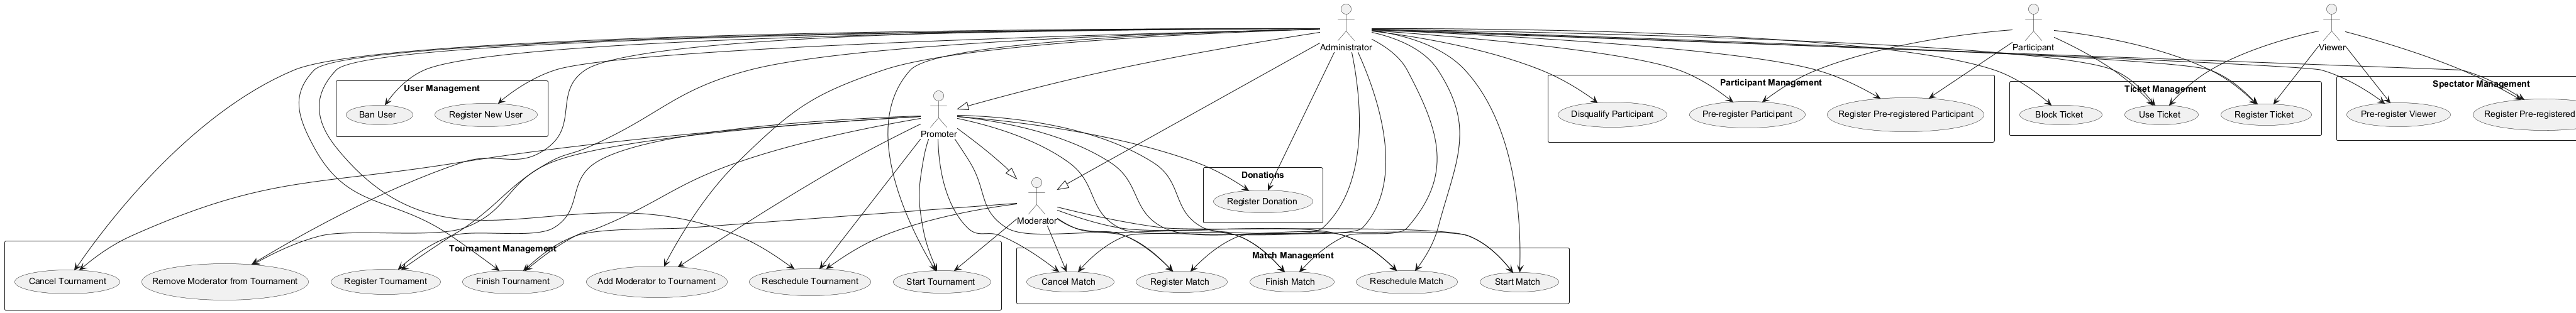 Administrator
Participant
Viewer
User Management
Ban User
Register New User
Promoter
Participant Management
Disqualify Participant
Pre-register Participant
Register Pre-registered Participant
Ticket Management
Block Ticket
Use Ticket
Register Ticket
Spectator Management
Pre-register Viewer
Register Pre-registered
Donations
Register Donation
Moderator
Tournament Management
Cancel Tournament
Remove Moderator from Tournament
Register Tournament
Finish Tournament
Add Moderator to Tournament
Reschedule Tournament
Start Tournament
Match Management
Cancel Match
Register Match
Finish Match
Reschedule Match
Start Match